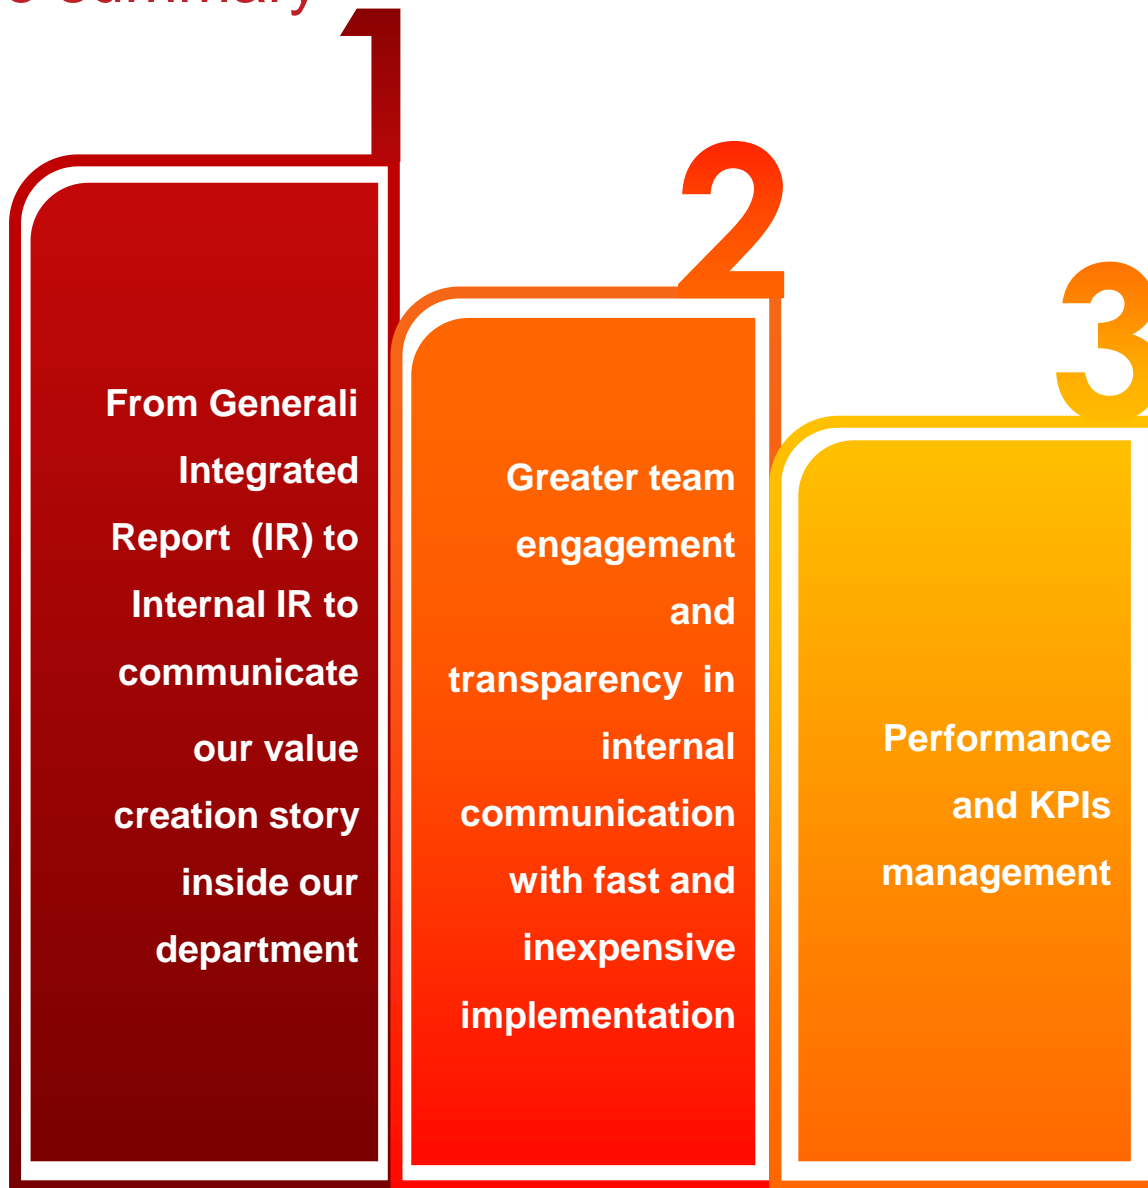 summary
1
From Generali
Integrated
Report (IR) to
Internal IR to
communicate
our value
creation story
inside our
department
2
Greater team
engagement
and
transparency in
internal
communication
with fast and
inexpensive
implementation
3
Performance
and KPIs
management